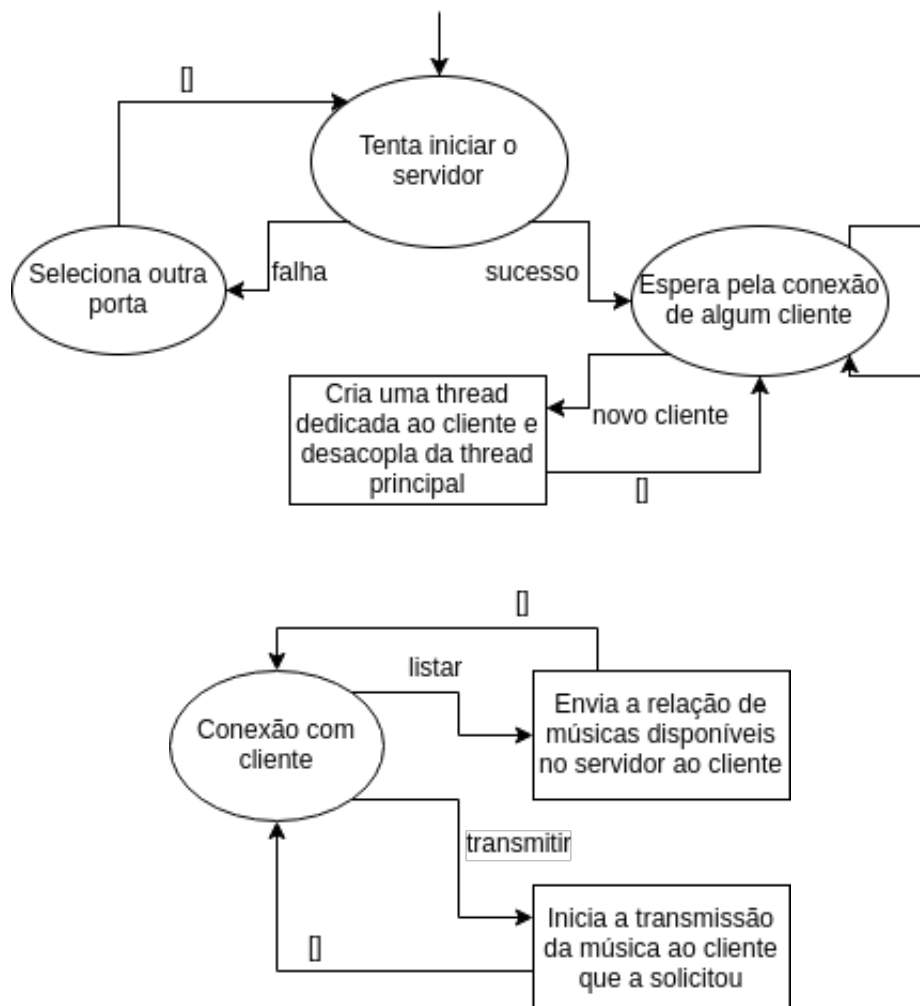 []
Tenta iniciar o
servidor
Seleciona outra
porta
falha
sucesso
Espera pela conexão
de algum cliente
Cria uma thread
dedicada ao cliente e
desacopla da thread
principal
novo cliente
[]
[]
listar
Conexão com
cliente
Envia a relação de
músicas disponíveis
no servidor ao cliente
transmitir
Inicia a transmissão
da música ao cliente
que a solicitou
[]